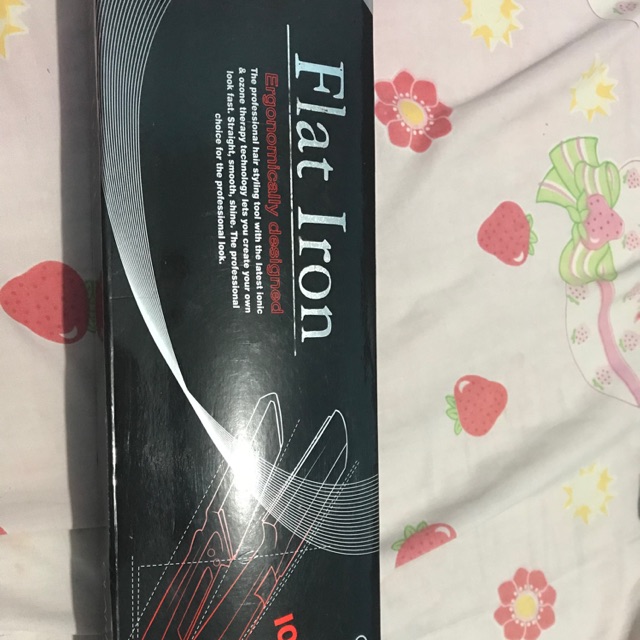 Flat Iron
Ergonomically designed
The professional hair styling tool with the latest ionic
& ozone therapy technology lets you create your own
look fast. Straight, smooth, shine. The professional
choice for the professional look.